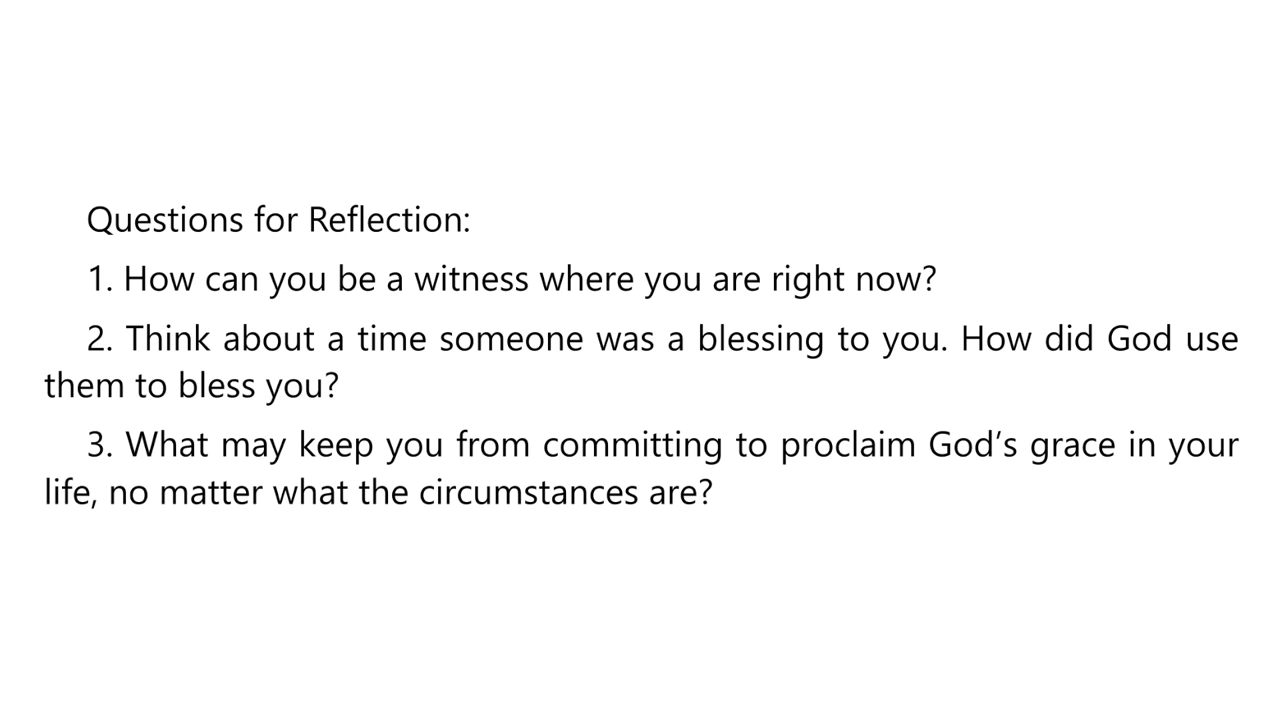 Questions for Reflection:
1. How can you be a witness where you are right now?
2. Think about a time someone was a blessing to you. How did God use
them to bless you?
3. What may keep you from committing to proclaim God’s grace in your
life, no matter what the circumstances are?